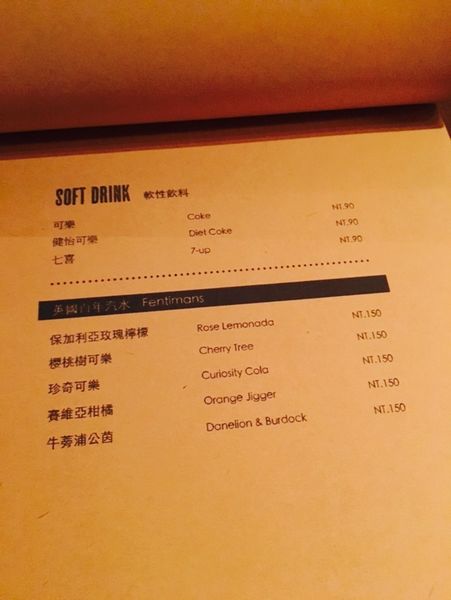 SOFT DRINK 軟性飲料
可樂 Coke NT.90
健怡可樂 Diet Coke NT.90
七喜 7-up NT.90
英國百年汽水 Fentimans
保加利亞玫瑰檸檬 Rose Lemonada NT.150
櫻桃樹可樂 Cherry Tree NT.150
珍奇可樂 Curiosity Cola NT.150
賽維亞柑橘 Orange Jigger NT.150
牛蒡浦公茵 Danelion & Burdock NT.150